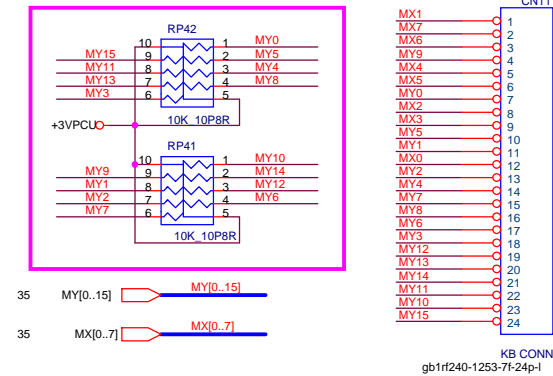 RP42
10 1 MY0
MY15 9 2 MY5
MY11 8 3 MY4
MY13 7 4 MY8
MY3 6 5
+3VPCU 10K_10P8R
RP41
10 1 MY10
MY9 9 2 MY14
MY1 8 3 MY12
MY2 7 4 MY6
MY7 6 5
10K_10P8R
35 MY[0..15] MY[0..15]
35 MX[0..7] MX[0..7]
CN11
MX1 1
MX7 2
MX6 3
MY9 4
MX4 5
MX5 6
MY0 7
MX2 8
MX3 9
MY5 10
MY1 11
MX0 12
MY2 13
MY4 14
MY7 15
MY8 16
MY6 17
MY3 18
MY12 19
MY13 20
MY14 21
MY11 22
MY10 23
MY15 24
KB CONN
gb1rf240-1253-7f-24p-l